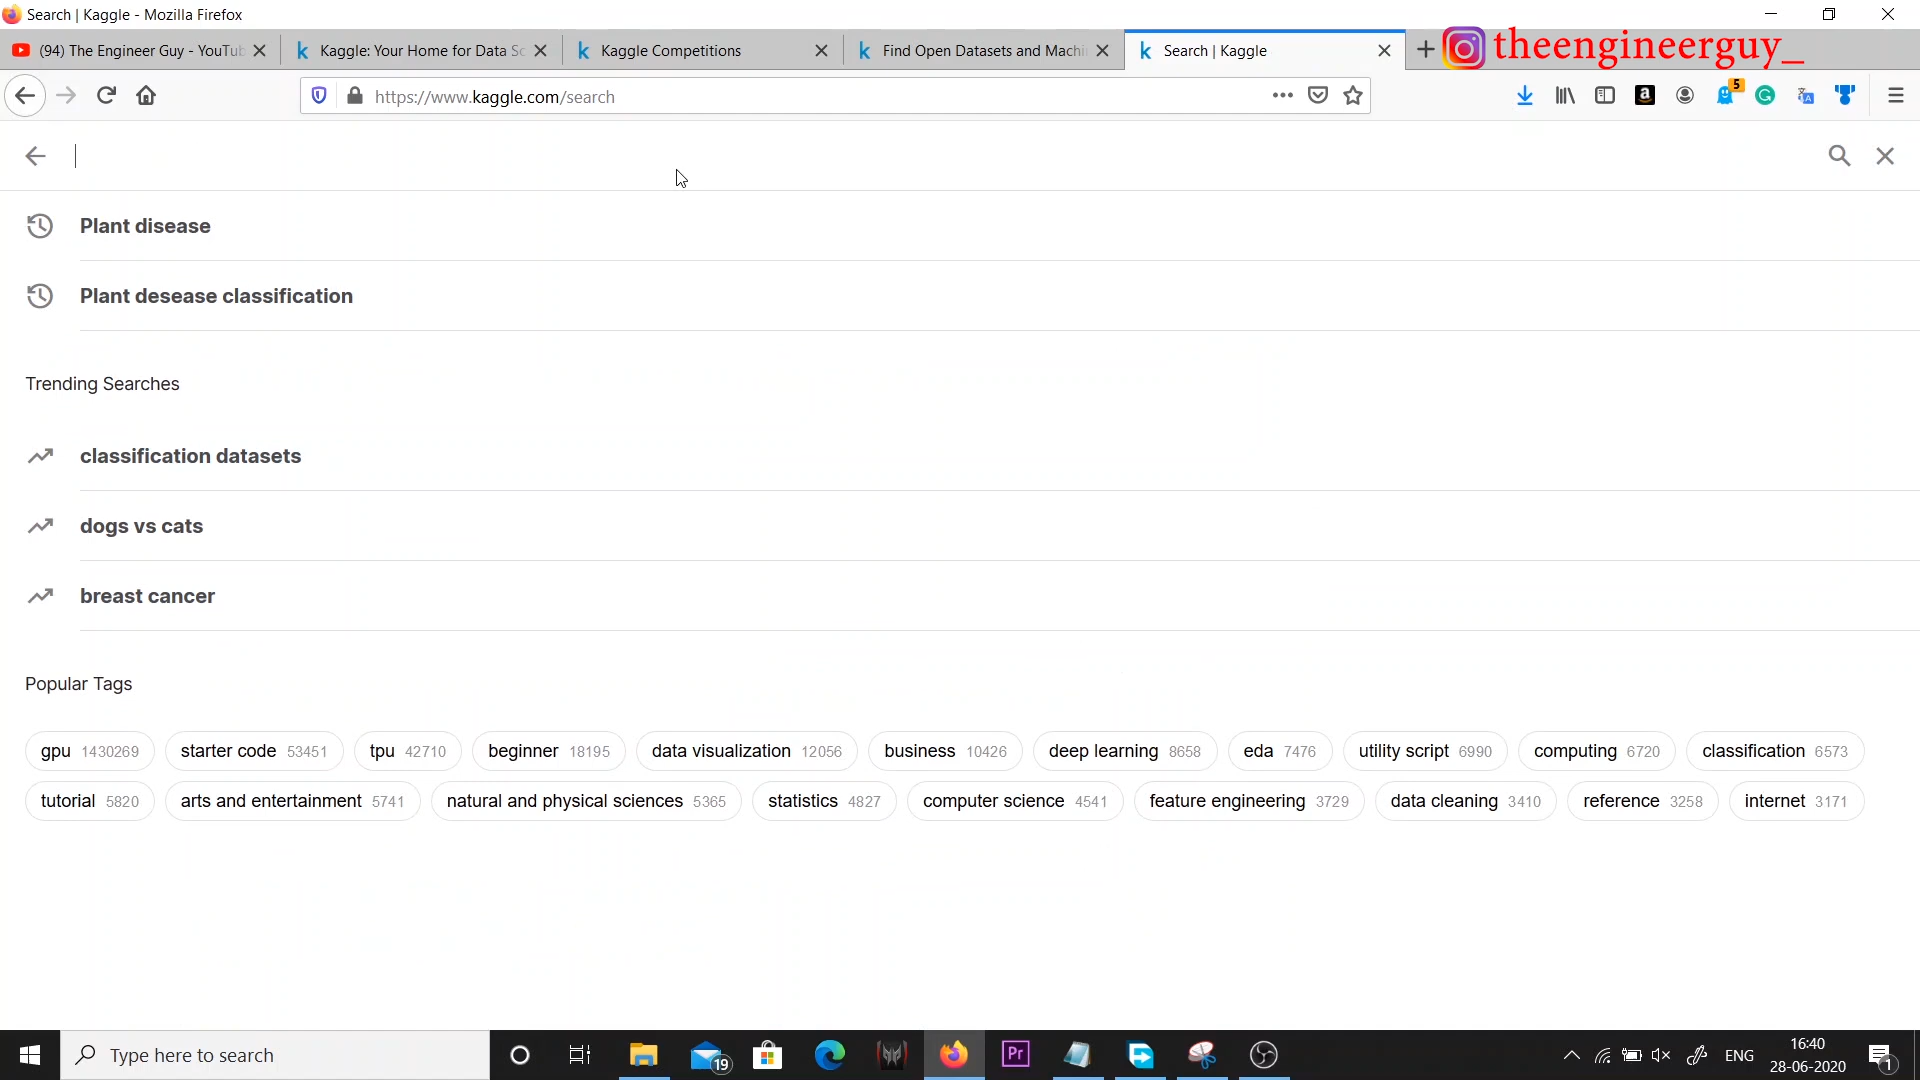 Search | Kaggle - Mozilla Firefox
(94) The Engineer Guy - YouTub
Kaggle: Your Home for Data Sc
Kaggle Competitions
Find Open Datasets and Machi
Search | Kaggle
theengineerguy_
https://www.kaggle.com/search
5
Plant disease
Plant desease classification
Trending Searches
classification datasets
dogs vs cats
breast cancer
Popular Tags
gpu 1430269 starter code 53451 tpu 42710 beginner 18195 data visualization 12056 business 10426 deep learning 8658 eda 7476 utility script 6990 computing 6720 classification 6573
tutorial 5820 arts and entertainment 5741 natural and physical sciences 5365 statistics 4827 computer science 4541 feature engineering 3729 data cleaning 3410 reference 3258 internet 3171
Type here to search
19
Pr
ENG
16:40
28-06-2020
1